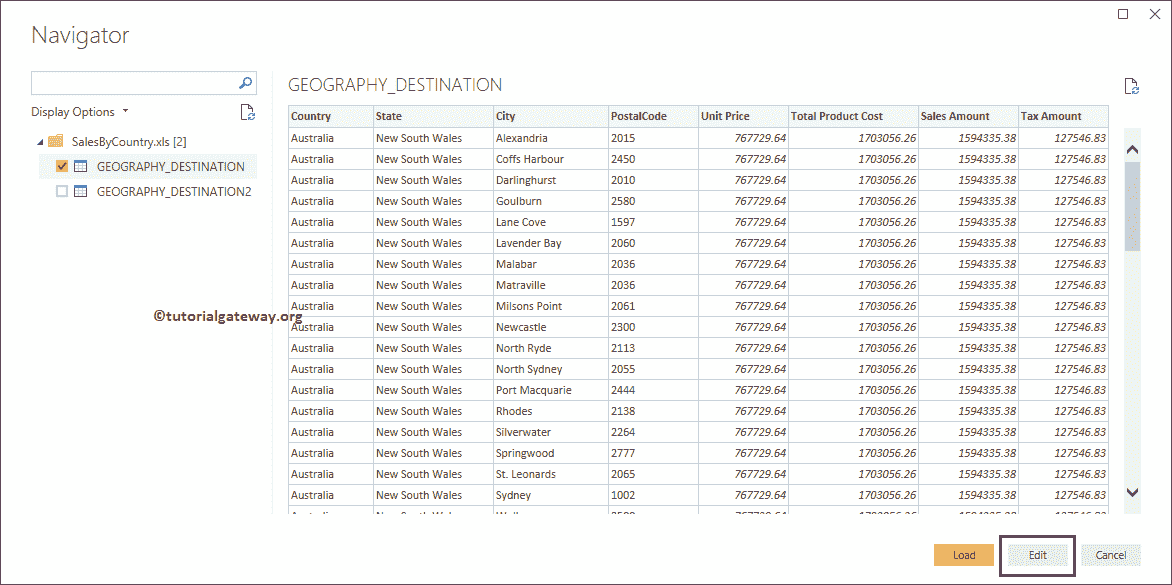 Navigator
Display Options
SalesByCountry.xls [2]
GEOGRAPHY_DESTINATION
GEOGRAPHY_DESTINATION2
©tutorialgateway.org
GEOGRAPHY_DESTINATION
Country State City PostalCode Unit Price Total Product Cost Sales Amount Tax Amount
Australia New South Wales Alexandria 2015 767729.64 1703056.26 1594335.38 127546.83
Australia New South Wales Coffs Harbour 2450 767729.64 1703056.26 1594335.38 127546.83
Australia New South Wales Darlinghurst 2010 767729.64 1703056.26 1594335.38 127546.83
Australia New South Wales Goulburn 2580 767729.64 1703056.26 1594335.38 127546.83
Australia New South Wales Lane Cove 1597 767729.64 1703056.26 1594335.38 127546.83
Australia New South Wales Lavender Bay 2060 767729.64 1703056.26 1594335.38 127546.83
Australia New South Wales Malabar 2036 767729.64 1703056.26 1594335.38 127546.83
Australia New South Wales Matraville 2036 767729.64 1703056.26 1594335.38 127546.83
Australia New South Wales Milsons Point 2061 767729.64 1703056.26 1594335.38 127546.83
Australia New South Wales Newcastle 2300 767729.64 1703056.26 1594335.38 127546.83
Australia New South Wales North Ryde 2113 767729.64 1703056.26 1594335.38 127546.83
Australia New South Wales North Sydney 2055 767729.64 1703056.26 1594335.38 127546.83
Australia New South Wales Port Macquarie 2444 767729.64 1703056.26 1594335.38 127546.83
Australia New South Wales Rhodes 2138 767729.64 1703056.26 1594335.38 127546.83
Australia New South Wales Silverwater 2264 767729.64 1703056.26 1594335.38 127546.83
Australia New South Wales Springwood 2777 767729.64 1703056.26 1594335.38 127546.83
Australia New South Wales St. Leonards 2065 767729.64 1703056.26 1594335.38 127546.83
Australia New South Wales Sydney 1002 767729.64 1703056.26 1594335.38 127546.83
Load Edit Cancel